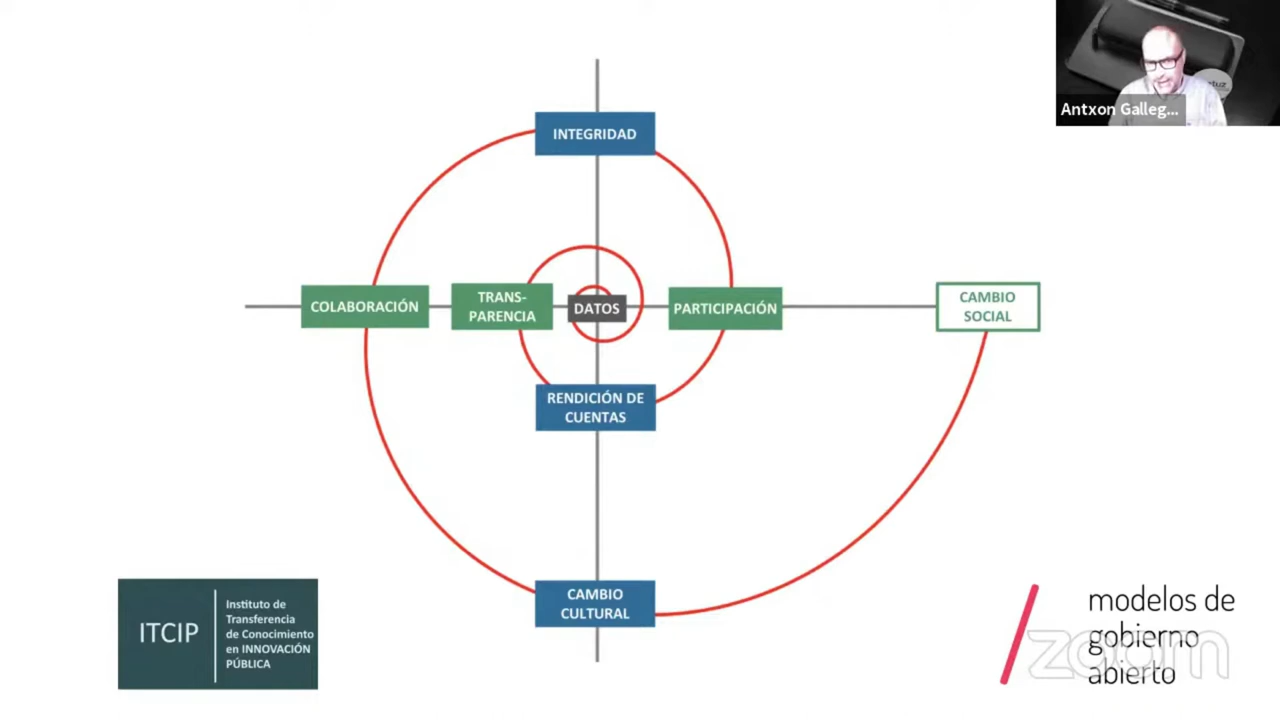 Antxon Galleg...
INTEGRIDAD
COLABORACIÓN
TRANS-
PARENCIA
DATOS
PARTICIPACIÓN
CAMBIO
SOCIAL
RENDICIÓN DE
CUENTAS
CAMBIO
CULTURAL
ITCIP
Instituto de
Transferencia
de Conocimiento
en INNOVACIÓN
PÚBLICA
modelos de
gobierno
abierto
zoom